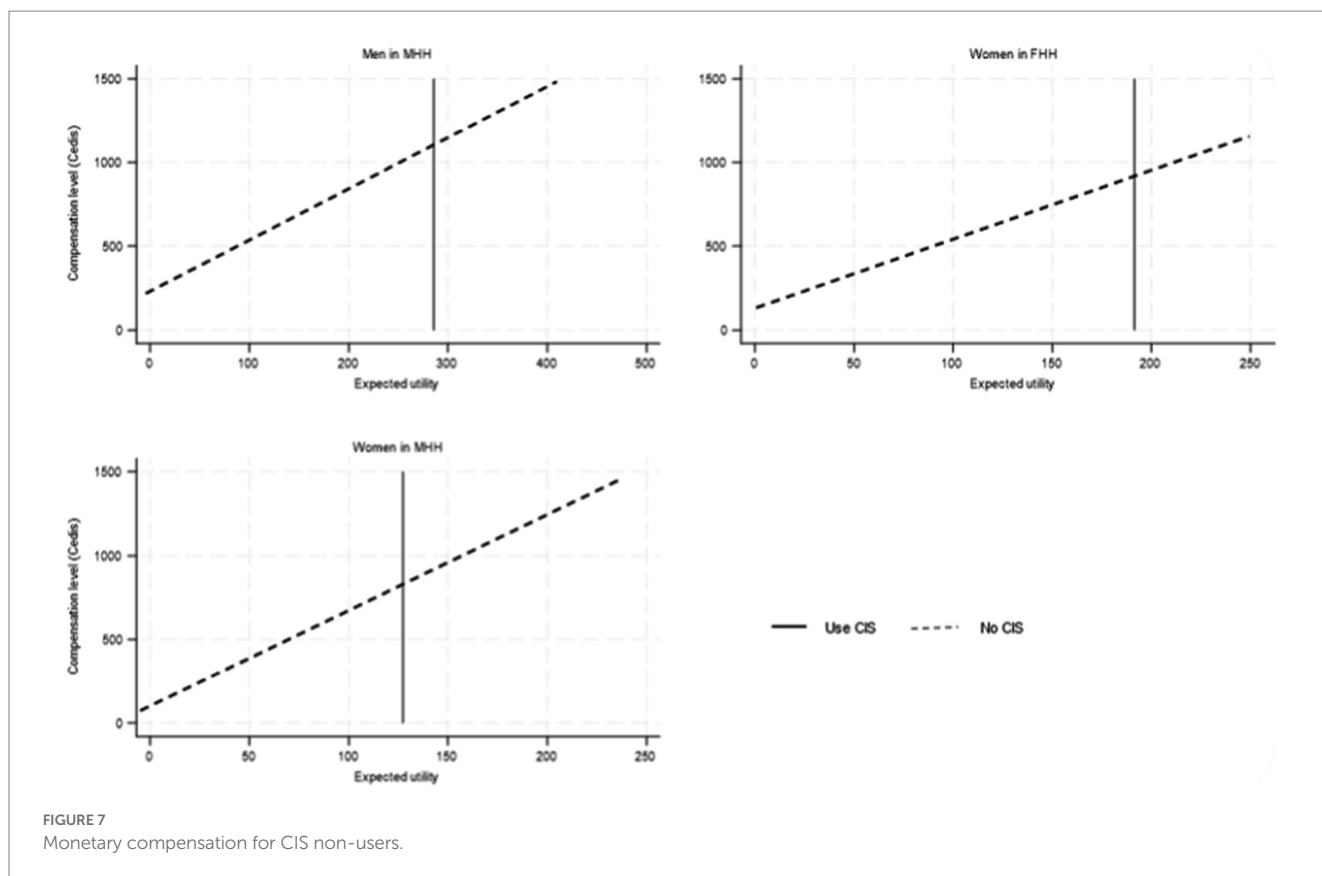 Men in MHH
Compensation level (Cedis)
1500
1000
500
0
0 100 200 300 400 500
Expected utility
Women in FHH
1500
1000
500
0
0 50 100 150 200 250
Expected utility
Women in MHH
Compensation level (Cedis)
1500
1000
500
0
0 50 100 150 200 250
Expected utility
Use CIS No CIS
FIGURE 7
Monetary compensation for CIS non-users.